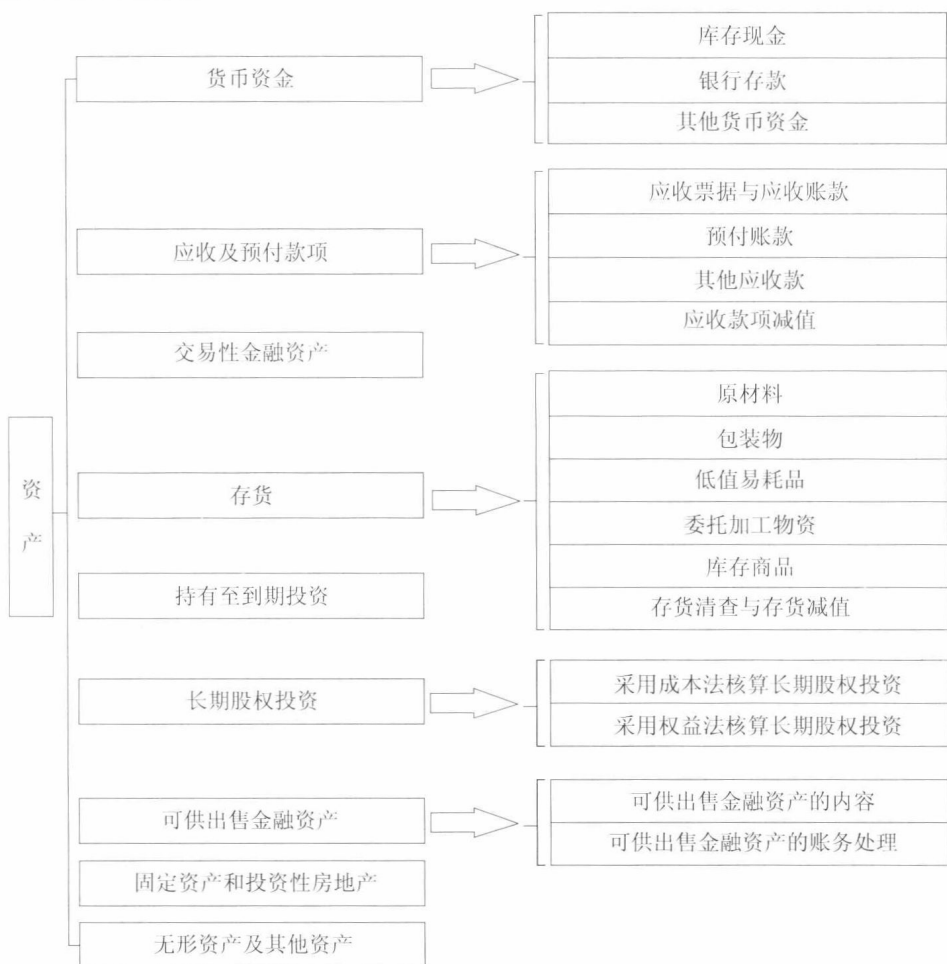 资产
货币资金
库存现金
银行存款
其他货币资金
应收及预付款项
应收票据与应收账款
预付账款
其他应收款
应收款项减值
交易性金融资产
存货
原材料
包装物
低值易耗品
委托加工物资
库存商品
存货清查与存货减值
持有至到期投资
长期股权投资
采用成本法核算长期股权投资
采用权益法核算长期股权投资
可供出售金融资产
可供出售金融资产的内容
可供出售金融资产的账务处理
固定资产和投资性房地产
无形资产及其他资产